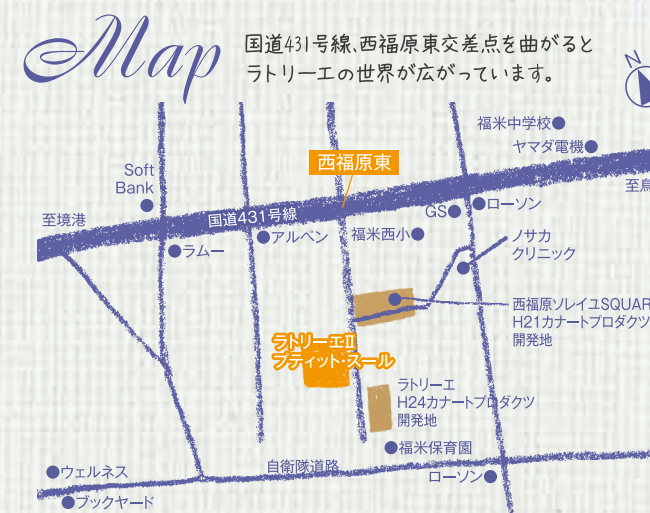 Map
国道431号線、西福原東交差点を曲がると
ラトリーエの世界が広がっています。
N
福米中学校
ヤマダ電機
西福原東
Soft
Bank
至鳥
ローソン
GS
至境港
国道431号線
アルペン
福米西小
ラムー
ノサカ
クリニック
西福原ソレイユSQUAR
H21カナートプロダクツ
開発地
ラトリーエII
プティット・スール
ラトリーエ
H24カナートプロダクツ
開発地
福米保育園
自衛隊道路
ウェルネス
ローソン
ブックヤード